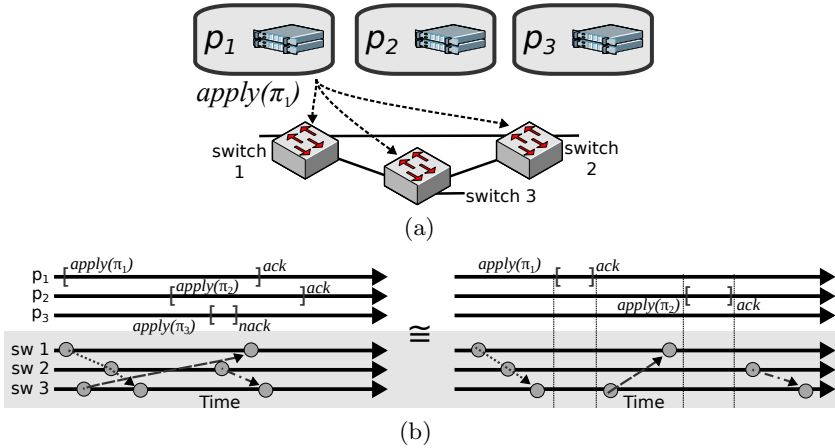 p₁ p₂ p₃
apply(π₁)
switch 1
switch 2
switch 3
(a)
apply(π₁) ack
p₁
apply(π₂) ack
p₂
p₃
apply(π₃) nack
sw 1
sw 2
sw 3
Time
≅
apply(π₁) ack
apply(π₂) ack
Time
(b)